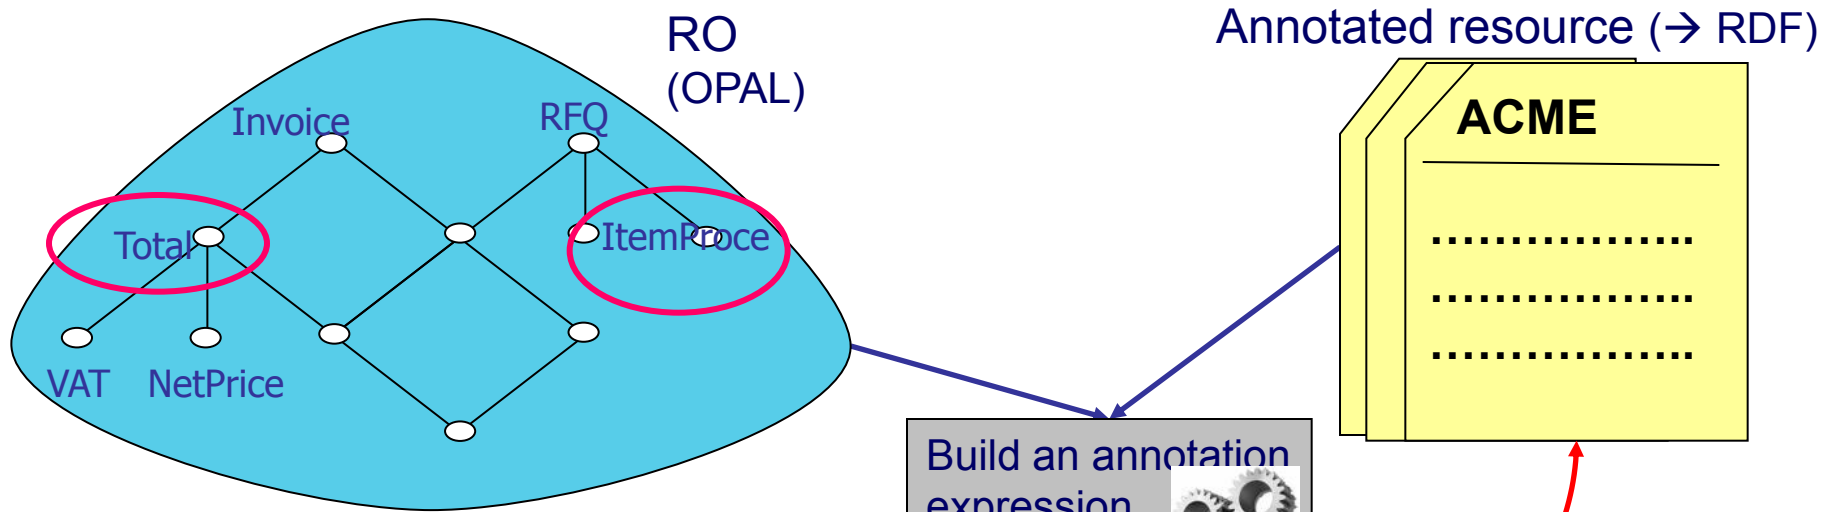 RO
(OPAL)
Annotated resource (→ RDF)
Invoice
RFQ
ACME
Total
ItemProce
………………..
………………..
………………..
VAT
NetPrice
Build an annotation
expression